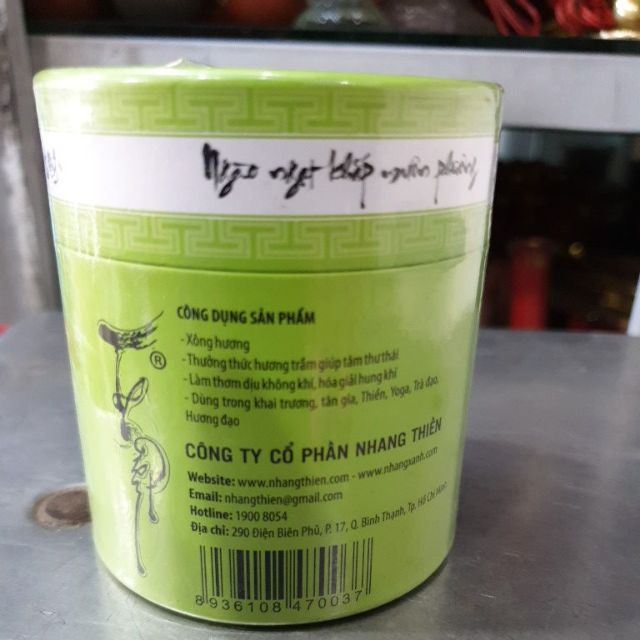 Ngào ngạt khắp muôn phương
CÔNG DỤNG SẢN PHẨM
- Xông hương
- Thưởng thức hương trầm giúp tâm thư thái
- Làm thơm dịu không khí, hóa giải hung khí
- Dùng trong khai trương, tân gia, Thiền, Yoga, Trà đạo,
Hương đạo
®
CÔNG TY CỔ PHẦN NHANG THIỀN
Website: www.nhangthien.com - www.nhangxanh.com
Email: nhangthien@gmail.com
Hotline: 1900 8054
Địa chỉ: 290 Điện Biên Phủ, P. 17, Q. Bình Thạnh, Tp. Hồ Chí Minh
8 936108 470037